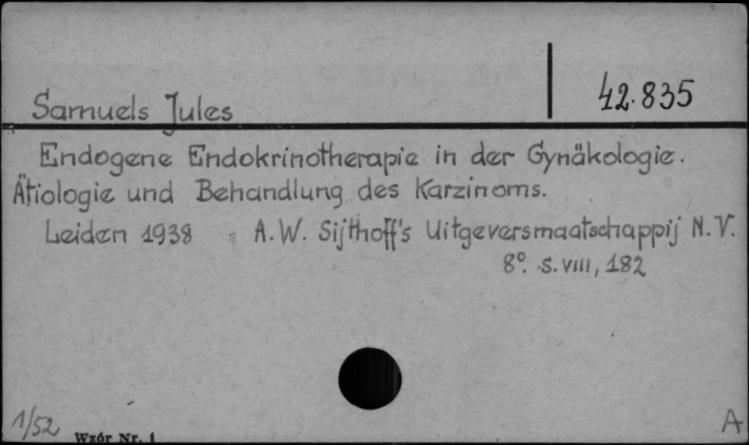 Samuels Jules
42.835
Endogene Endokrinotherapie in der Gynäkologie.
Ätiologie und Behandlung des Karzinoms.
Leiden 1938 A.W. Sijthoff's Uitgeversmaatschappij N.V.
8°. S. VIII, 182
1/52
Wzór Nr. 1
A